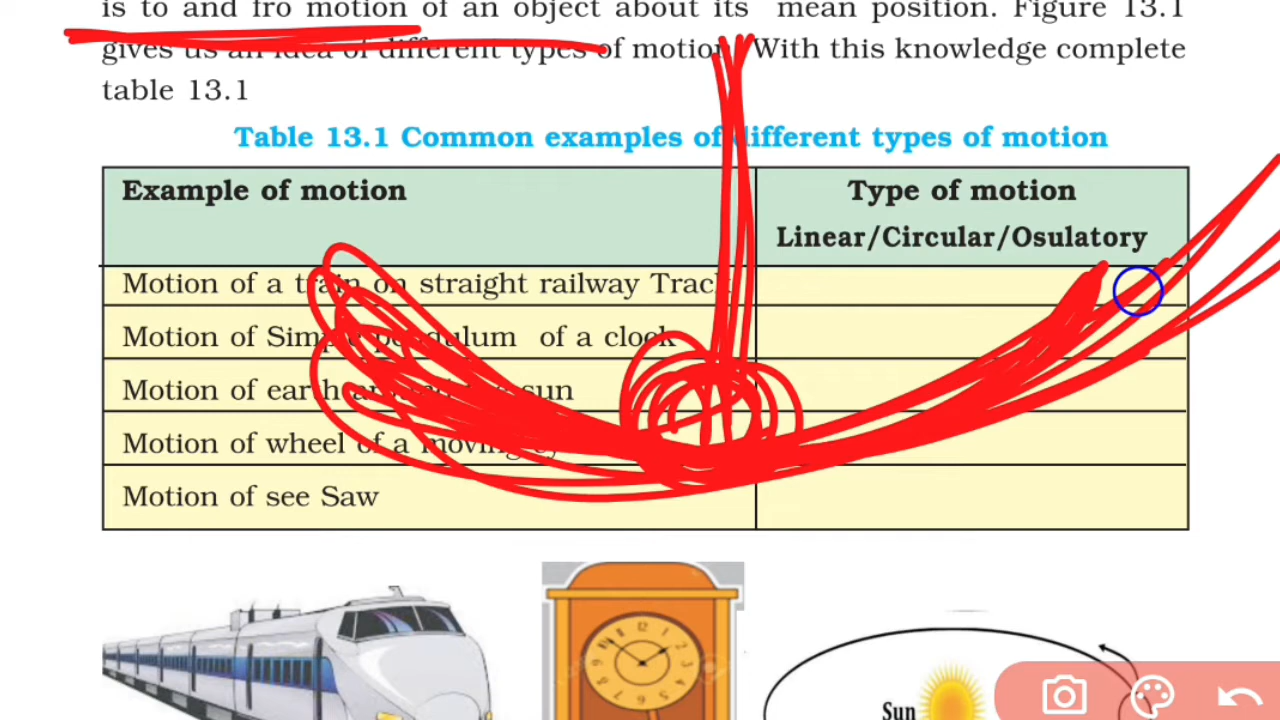 is to and fro motion of an object about its mean position. Figure 13.1
gives us an idea of different types of motion. With this knowledge complete
table 13.1
Table 13.1 Common examples of different types of motion
Example of motion
Type of motion
Linear/Circular/Osulatory
Motion of a train on straight railway Track
Motion of Simple pendulum of a clock
Motion of earth around the sun
Motion of wheel of a moving
Motion of see Saw
12
1
2
3
Sun